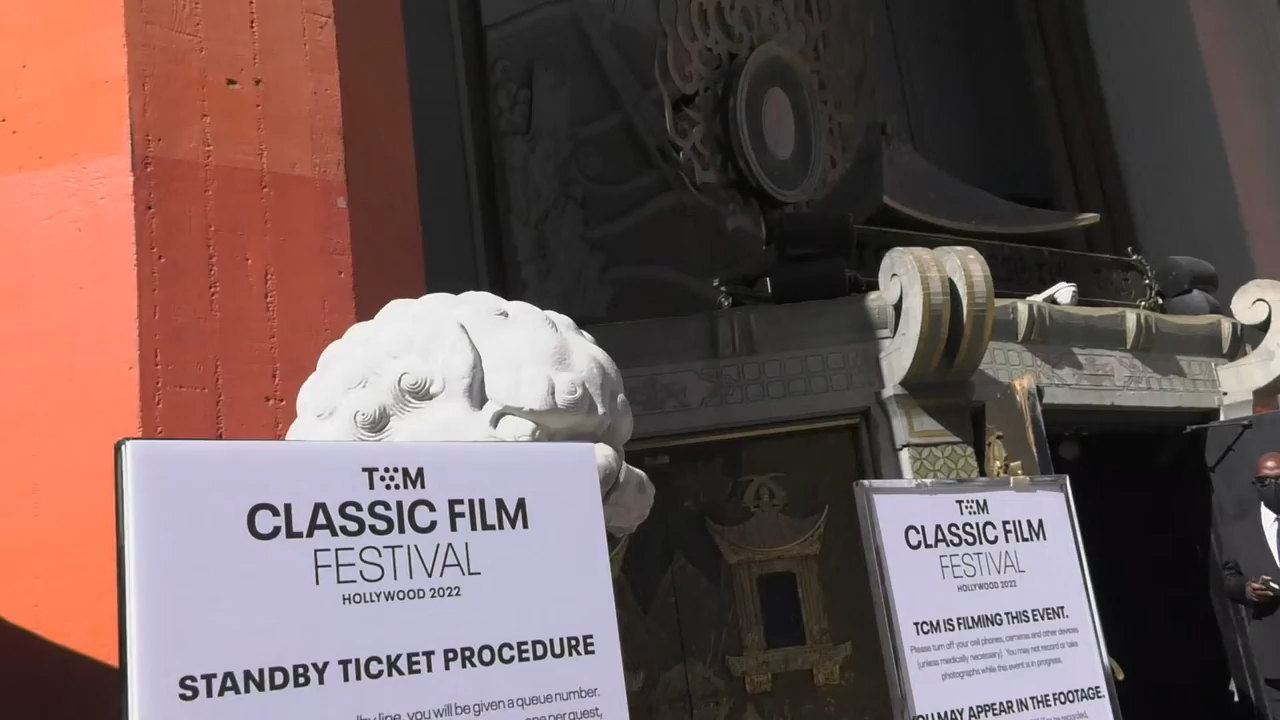 TCM
CLASSIC FILM
FESTIVAL
HOLLYWOOD 2022
STANDBY TICKET PROCEDURE
line, you will be given a queue number.
per guest,
TCM
CLASSIC FILM
FESTIVAL
HOLLYWOOD 2022
TCM IS FILMING THIS EVENT.
Please turn off your cell phones, cameras and other devices
(unless medically necessary). You may not record or take
photographs while this event is in progress.
YOU MAY APPEAR IN THE FOOTAGE.